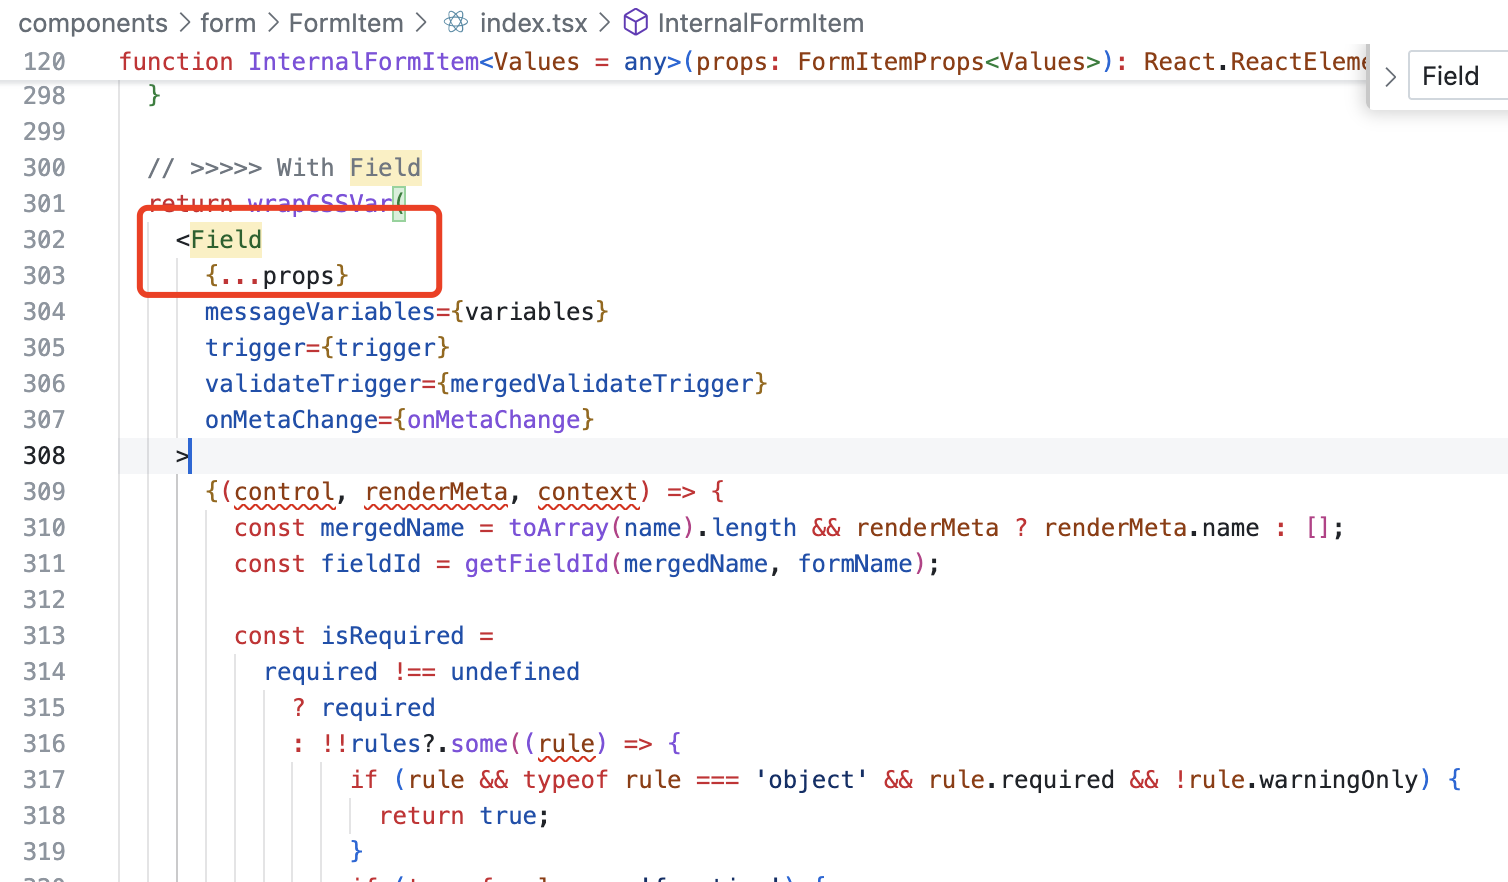 components > form > FormItem > index.tsx > InternalFormItem
120 function InternalFormItem<Values = any>(props: FormItemProps<Values>): React.ReactEleme
> Field
298 }
299
300 // >>>>> With Field
301 return wrapCSSVar(
302 <Field
303 {...props}
304 messageVariables={variables}
305 trigger={trigger}
306 validateTrigger={mergedValidateTrigger}
307 onMetaChange={onMetaChange}
308 >
309 {(control, renderMeta, context) => {
310 const mergedName = toArray(name).length && renderMeta ? renderMeta.name : [];
311 const fieldId = getFieldId(mergedName, formName);
312
313 const isRequired =
314 required !== undefined
315 ? required
316 : !!rules?.some((rule) => {
317 if (rule && typeof rule === 'object' && rule.required && !rule.warningOnly) {
318 return true;
319 }